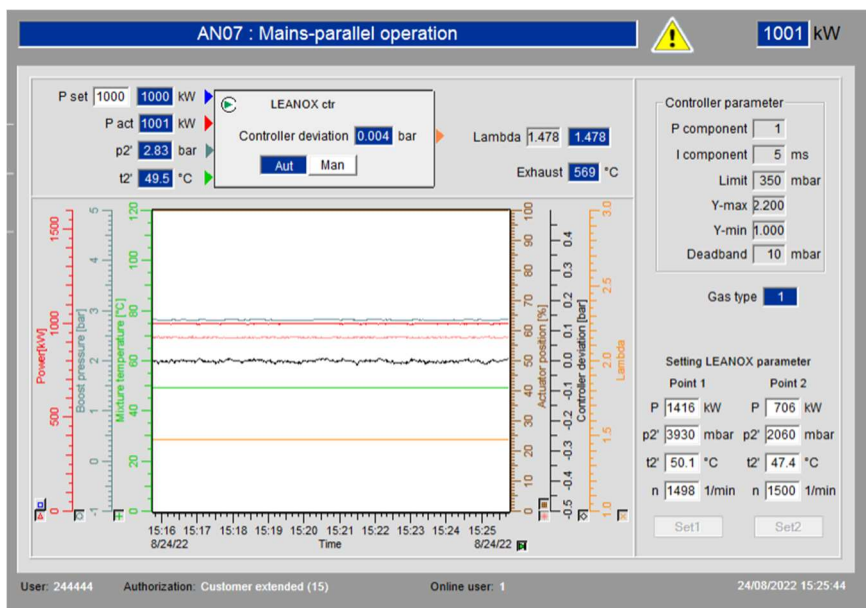 AN07 : Mains-parallel operation
1001 kW
P set 1000 1000 kW
P act 1001 kW
p2' 2.83 bar
t2' 49.5 °C
LEANOX ctr
Controller deviation 0.004 bar
Aut Man
Lambda 1.478 1.478
Exhaust 569 °C
Controller parameter
P component 1
I component 5 ms
Limit 350 mbar
Y-max 2.200
Y-min 1.000
Deadband 10 mbar
Gas type 1
Power[kW]
1500
1000
500
0
Boost pressure [bar]
5
4
3
2
1
0
-1
Mixture temperature [°C]
120
100
80
60
40
20
0
Actuator position [%]
100
90
80
70
60
50
40
30
20
10
0
Controller deviation [bar]
0.4
0.3
0.2
0.1
0.0
-0.1
-0.2
-0.3
-0.4
-0.5
Lambda
3.0
2.5
2.0
1.5
1.0
15:16 15:17 15:18 15:19 15:20 15:21 15:22 15:23 15:24 15:25
8/24/22 Time 8/24/22
Setting LEANOX parameter
Point 1 Point 2
P 1416 kW P 706 kW
p2' 3930 mbar p2' 2060 mbar
t2' 50.1 °C t2' 47.4 °C
n 1498 1/min n 1500 1/min
Set1 Set2
User: 244444 Authorization: Customer extended (15) Online user: 1 24/08/2022 15:25:44